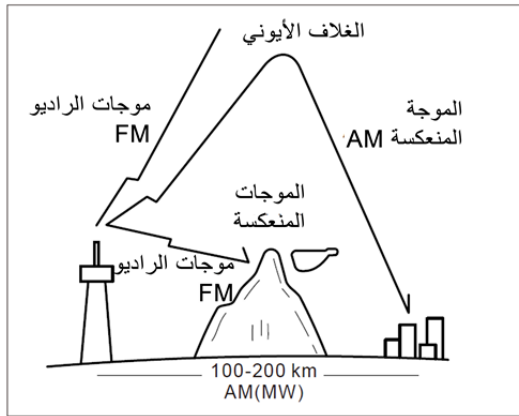 الغلاف الأيوني
موجات الراديو
FM
الموجة
المنعكسة AM
الموجات
المنعكسة
موجات الراديو
FM
100-200 km
AM(MW)